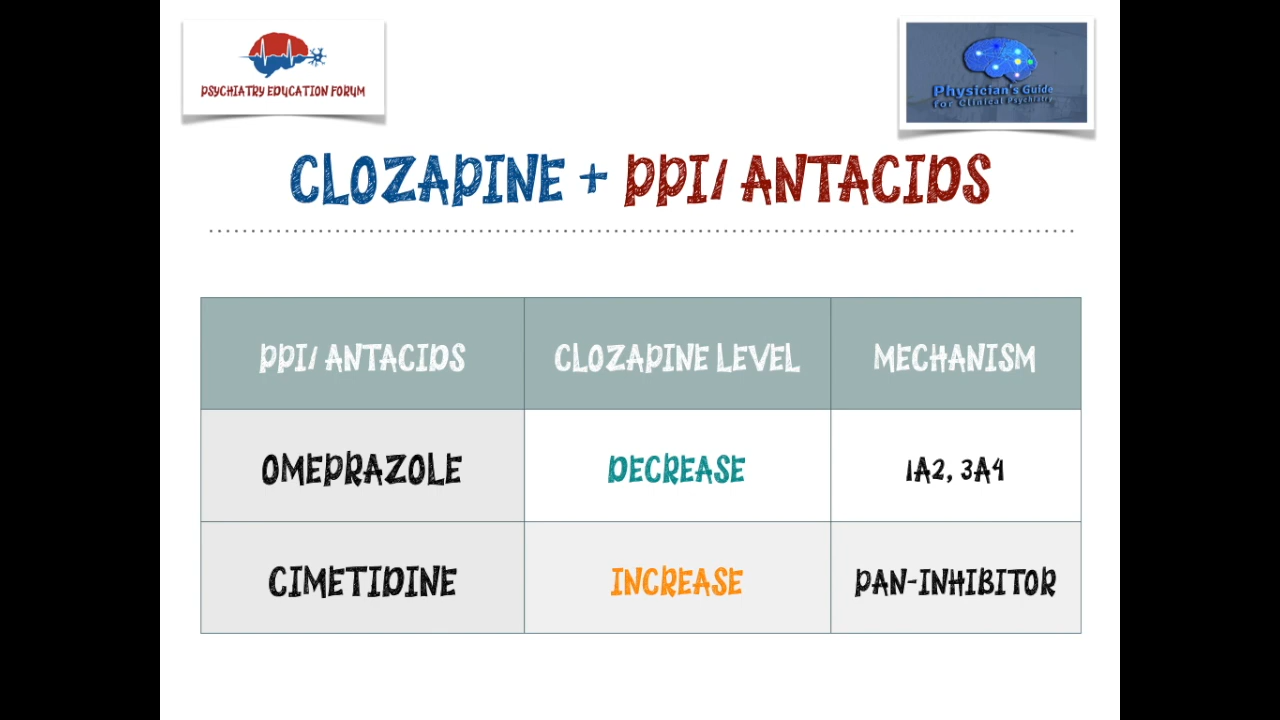 PSYCHIATRY EDUCATION FORUM
Physician's Guide
for Clinical Psychiatry
CLOZAPINE + PPI/ ANTACIDS
PPI/ ANTACIDS CLOZAPINE LEVEL MECHANISM
OMEPRAZOLE DECREASE 1A2, 3A4
CIMETIDINE INCREASE PAN-INHIBITOR